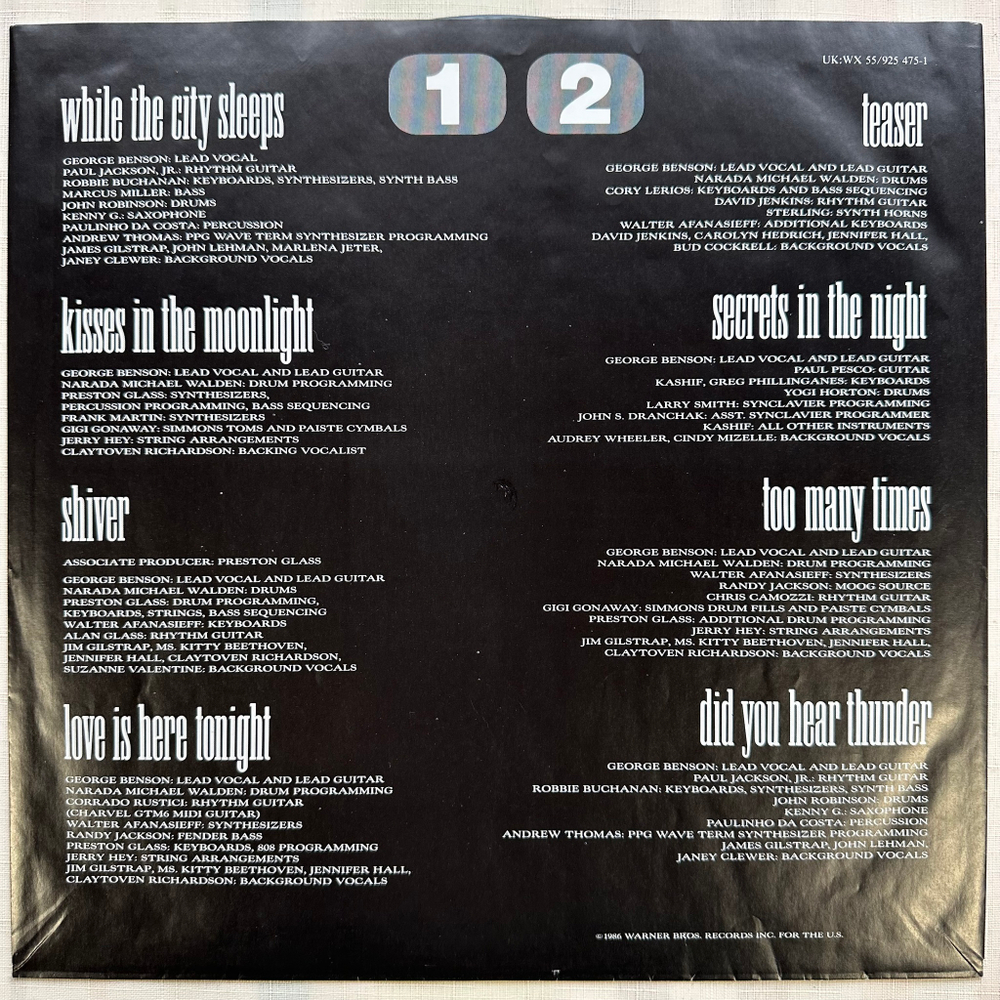 1 2
UK:WX 55/925 475-1
while the city sleeps
GEORGE BENSON: LEAD VOCAL
PAUL JACKSON, JR.: RHYTHM GUITAR
ROBBIE BUCHANAN: KEYBOARDS, SYNTHESIZERS, SYNTH BASS
MARCUS MILLER: BASS
JOHN ROBINSON: DRUMS
KENNY G.: SAXOPHONE
PAULINHO DA COSTA: PERCUSSION
ANDREW THOMAS: PPG WAVE TERM SYNTHESIZER PROGRAMMING
JAMES GILSTRAP, JOHN LEHMAN, MARLENA JETER,
JANEY CLEWER: BACKGROUND VOCALS
kisses in the moonlight
GEORGE BENSON: LEAD VOCAL AND LEAD GUITAR
NARADA MICHAEL WALDEN: DRUM PROGRAMMING
PRESTON GLASS: SYNTHESIZERS,
PERCUSSION PROGRAMMING, BASS SEQUENCING
FRANK MARTIN: SYNTHESIZERS
GIGI GONAWAY: SIMMONS TOMS AND PAISTE CYMBALS
JERRY HEY: STRING ARRANGEMENTS
CLAYTOVEN RICHARDSON: BACKING VOCALIST
shiver
ASSOCIATE PRODUCER: PRESTON GLASS
GEORGE BENSON: LEAD VOCAL AND LEAD GUITAR
NARADA MICHAEL WALDEN: DRUMS
PRESTON GLASS: DRUM PROGRAMMING,
KEYBOARDS, STRINGS, BASS SEQUENCING
WALTER AFANASIEFF: KEYBOARDS
ALAN GLASS: RHYTHM GUITAR
JIM GILSTRAP, MS. KITTY BEETHOVEN,
JENNIFER HALL, CLAYTOVEN RICHARDSON,
SUZANNE VALENTINE: BACKGROUND VOCALS
love is here tonight
GEORGE BENSON: LEAD VOCAL AND LEAD GUITAR
NARADA MICHAEL WALDEN: DRUM PROGRAMMING
CORRADO RUSTICI: RHYTHM GUITAR
(CHARVEL GTM6 MIDI GUITAR)
WALTER AFANASIEFF: SYNTHESIZERS
RANDY JACKSON: FENDER BASS
PRESTON GLASS: KEYBOARDS, 808 PROGRAMMING
JERRY HEY: STRING ARRANGEMENTS
JIM GILSTRAP, MS. KITTY BEETHOVEN, JENNIFER HALL,
CLAYTOVEN RICHARDSON: BACKGROUND VOCALS
teaser
GEORGE BENSON: LEAD VOCAL AND LEAD GUITAR
NARADA MICHAEL WALDEN: DRUMS
CORY LERIOS: KEYBOARDS AND BASS SEQUENCING
DAVID JENKINS: RHYTHM GUITAR
STERLING: SYNTH HORNS
WALTER AFANASIEFF: ADDITIONAL KEYBOARDS
DAVID JENKINS, CAROLYN HEDRICH, JENNIFER HALL,
BUD COCKRELL: BACKGROUND VOCALS
secrets in the night
GEORGE BENSON: LEAD VOCAL AND LEAD GUITAR
PAUL PESCO: GUITAR
KASHIF, GREG PHILLINGANES: KEYBOARDS
YOGI HORTON: DRUMS
LARRY SMITH: SYNCLAVIER PROGRAMMING
JOHN S. DRANCHAK: ASST. SYNCLAVIER PROGRAMMER
KASHIF: ALL OTHER INSTRUMENTS
AUDREY WHEELER, CINDY MIZELLE: BACKGROUND VOCALS
too many times
GEORGE BENSON: LEAD VOCAL AND LEAD GUITAR
NARADA MICHAEL WALDEN: DRUM PROGRAMMING
WALTER AFANASIEFF: SYNTHESIZERS
RANDY JACKSON: MOOG SOURCE
CHRIS CAMOZZI: RHYTHM GUITAR
GIGI GONAWAY: SIMMONS DRUM FILLS AND PAISTE CYMBALS
PRESTON GLASS: ADDITIONAL DRUM PROGRAMMING
JERRY HEY: STRING ARRANGEMENTS
JIM GILSTRAP, MS. KITTY BEETHOVEN, JENNIFER HALL,
CLAYTOVEN RICHARDSON: BACKGROUND VOCALS
did you hear thunder
GEORGE BENSON: LEAD VOCAL AND LEAD GUITAR
PAUL JACKSON, JR.: RHYTHM GUITAR
ROBBIE BUCHANAN: KEYBOARDS, SYNTHESIZERS, SYNTH BASS
JOHN ROBINSON: DRUMS
KENNY G.: SAXOPHONE
PAULINHO DA COSTA: PERCUSSION
ANDREW THOMAS: PPG WAVE TERM SYNTHESIZER PROGRAMMING
JAMES GILSTRAP, JOHN LEHMAN,
JANEY CLEWER: BACKGROUND VOCALS
©1986 WARNER BROS. RECORDS INC. FOR THE U.S.